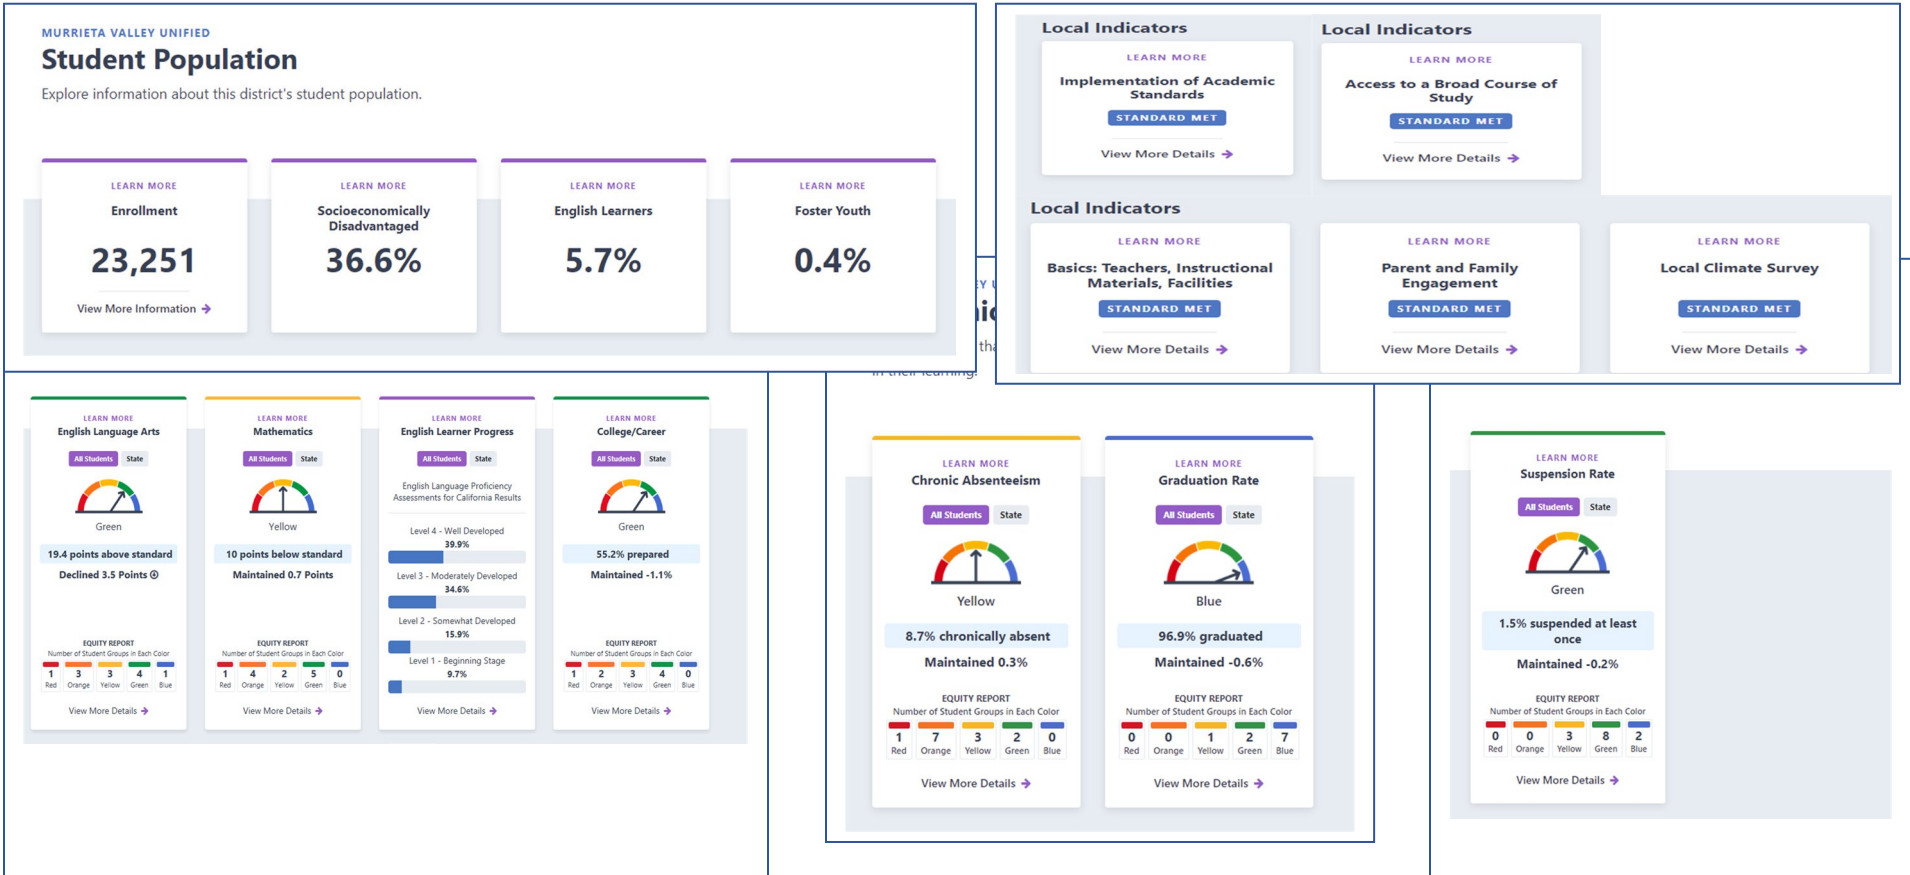 MURRIETA VALLEY UNIFIED
Student Population
Explore information about this district's student population.
LEARN MORE
Enrollment
23,251
View More Information →
LEARN MORE
Socioeconomically
Disadvantaged
36.6%
LEARN MORE
English Learners
5.7%
LEARN MORE
Foster Youth
0.4%
Local Indicators
LEARN MORE
Implementation of Academic
Standards
STANDARD MET
View More Details →
Local Indicators
LEARN MORE
Access to a Broad Course of
Study
STANDARD MET
View More Details →
Local Indicators
LEARN MORE
Basics: Teachers, Instructional
Materials, Facilities
STANDARD MET
View More Details →
LEARN MORE
Parent and Family
Engagement
STANDARD MET
View More Details →
LEARN MORE
Local Climate Survey
STANDARD MET
View More Details →
in their learning.
LEARN MORE
English Language Arts
All Students State
Green
19.4 points above standard
Declined 3.5 Points
EQUITY REPORT
Number of Student Groups in Each Color
1 3 3 4 1
Red Orange Yellow Green Blue
View More Details →
LEARN MORE
Mathematics
All Students State
Yellow
10 points below standard
Maintained 0.7 Points
EQUITY REPORT
Number of Student Groups in Each Color
1 4 2 5 0
Red Orange Yellow Green Blue
View More Details →
LEARN MORE
English Learner Progress
All Students State
English Language Proficiency
Assessments for California Results
Level 4 - Well Developed
39.9%
Level 3 - Moderately Developed
34.6%
Level 2 - Somewhat Developed
15.9%
Level 1 - Beginning Stage
9.7%
View More Details →
LEARN MORE
College/Career
All Students State
Green
55.2% prepared
Maintained -1.1%
EQUITY REPORT
Number of Student Groups in Each Color
1 2 3 4 0
Red Orange Yellow Green Blue
View More Details →
LEARN MORE
Chronic Absenteeism
All Students State
Yellow
8.7% chronically absent
Maintained 0.3%
EQUITY REPORT
Number of Student Groups in Each Color
1 7 3 2 0
Red Orange Yellow Green Blue
View More Details →
LEARN MORE
Graduation Rate
All Students State
Blue
96.9% graduated
Maintained -0.6%
EQUITY REPORT
Number of Student Groups in Each Color
0 0 1 2 7
Red Orange Yellow Green Blue
View More Details →
LEARN MORE
Suspension Rate
All Students State
Green
1.5% suspended at least
once
Maintained -0.2%
EQUITY REPORT
Number of Student Groups in Each Color
0 0 3 8 2
Red Orange Yellow Green Blue
View More Details →